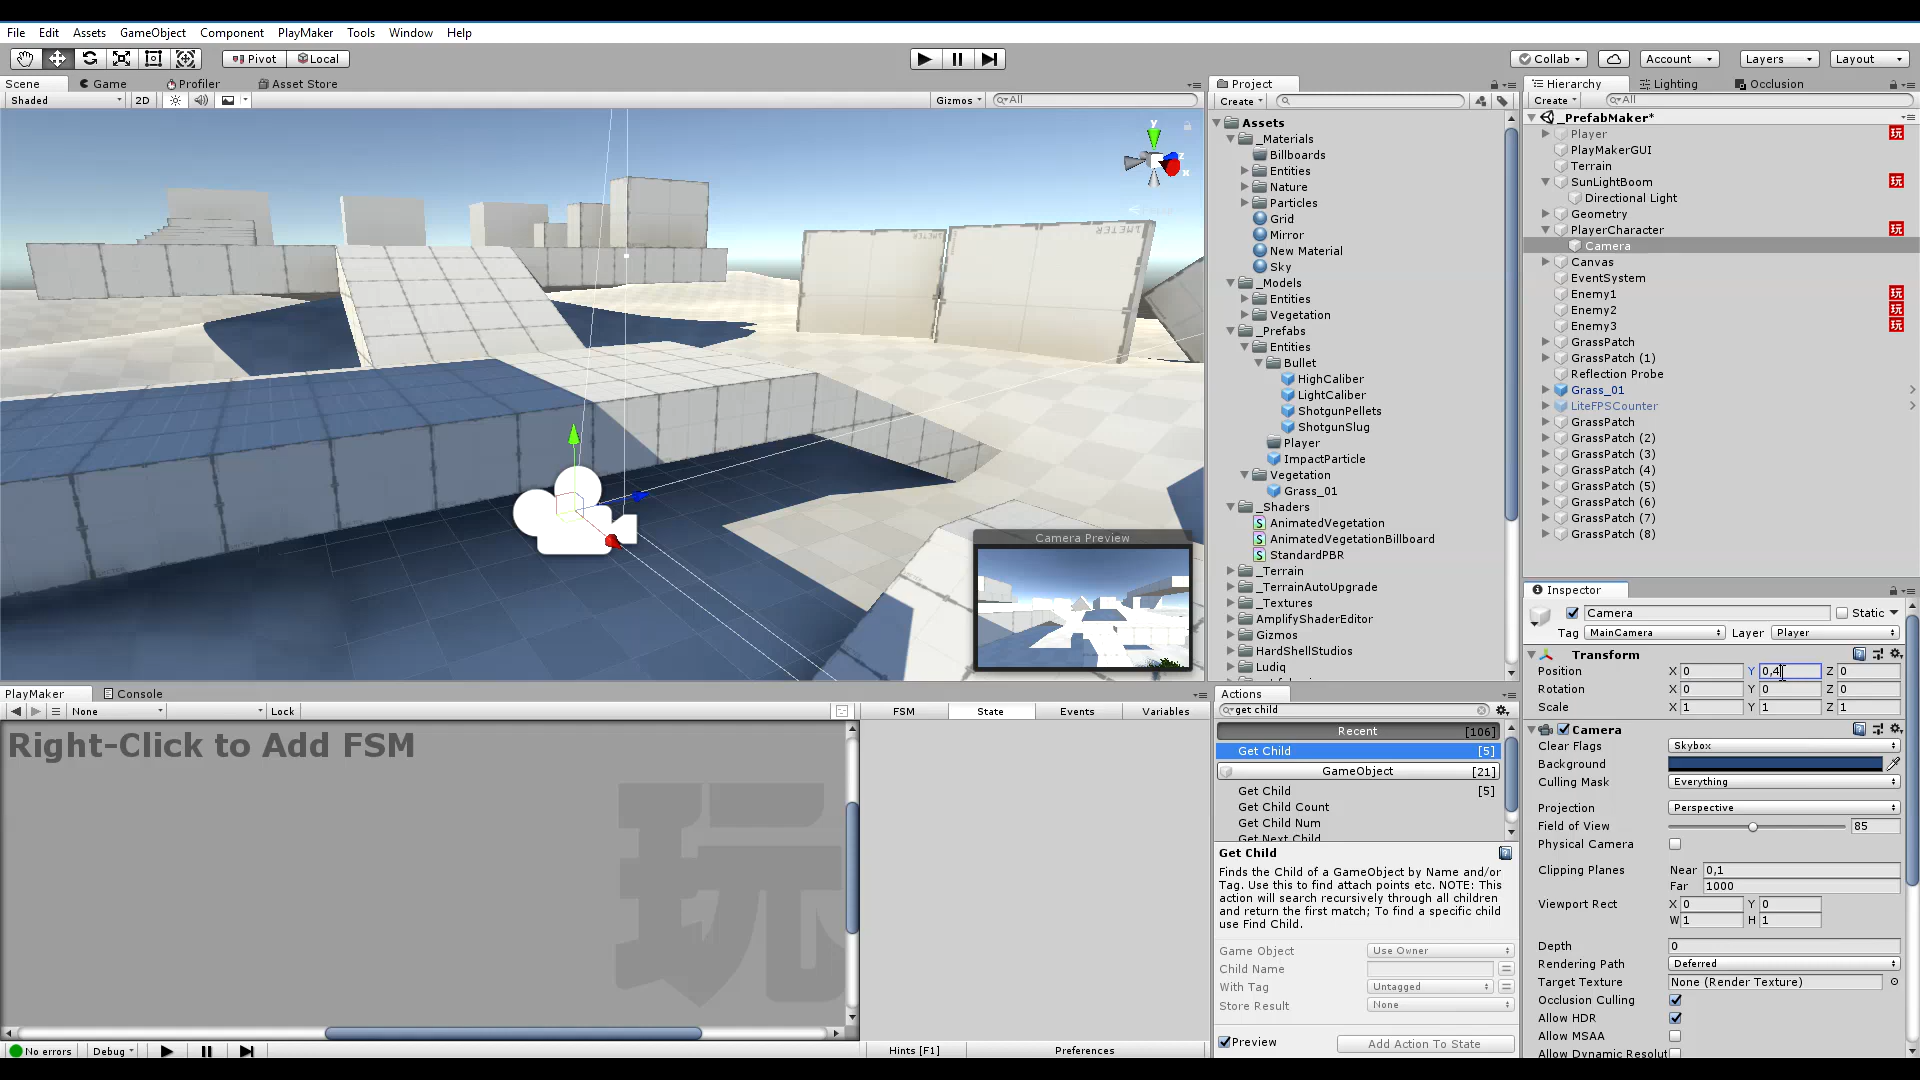 File Edit Assets GameObject Component PlayMaker Tools Window Help
Pivot Local
Collab Account Layers Layout
Scene Game Profiler Asset Store
Shaded 2D Gizmos All
y
x
Camera Preview
Project
Create
Assets
_Materials
Billboards
Entities
Nature
Particles
Grid
Mirror
New Material
Sky
_Models
Entities
Vegetation
_Prefabs
Entities
Bullet
HighCaliber
LightCaliber
ShotgunPellets
ShotgunSlug
Player
ImpactParticle
Vegetation
Grass_01
_Shaders
AnimatedVegetation
AnimatedVegetationBillboard
StandardPBR
_Terrain
_TerrainAutoUpgrade
_Textures
AmplifyShaderEditor
Gizmos
HardShellStudios
Ludiq
Hierarchy Lighting Occlusion
Create All
_PrefabMaker*
Player 玩
PlayMakerGUI
Terrain
SunLightBoom 玩
Directional Light
Geometry
PlayerCharacter 玩
Camera
Canvas
EventSystem
Enemy1 玩
Enemy2 玩
Enemy3 玩
GrassPatch
GrassPatch (1)
Reflection Probe
Grass_01
LiteFPSCounter
GrassPatch
GrassPatch (2)
GrassPatch (3)
GrassPatch (4)
GrassPatch (5)
GrassPatch (6)
GrassPatch (7)
GrassPatch (8)
Inspector
Camera Static
Tag MainCamera Layer Player
Transform
Position X 0 Y 0,4 Z 0
Rotation X 0 Y 0 Z 0
Scale X 1 Y 1 Z 1
Camera
Clear Flags Skybox
Background
Culling Mask Everything
Projection Perspective
Field of View 85
Physical Camera
Clipping Planes Near 0,1
Far 1000
Viewport Rect X 0 Y 0
W 1 H 1
Depth 0
Rendering Path Deferred
Target Texture None (Render Texture)
Occlusion Culling
Allow HDR
Allow MSAA
Allow Dynamic Resolut
PlayMaker Console
None Lock
Right-Click to Add FSM
玩
No errors Debug
FSM State Events Variables
Hints [F1] Preferences
Actions
get child
Recent [106]
Get Child [5]
GameObject [21]
Get Child [5]
Get Child Count
Get Child Num
Get Next Child
Get Child
Finds the Child of a GameObject by Name and/or
Tag. Use this to find attach points etc. NOTE: This
action will search recursively through all children
and return the first match; To find a specific child
use Find Child.
Game Object Use Owner
Child Name
With Tag Untagged
Store Result None
Preview Add Action To State